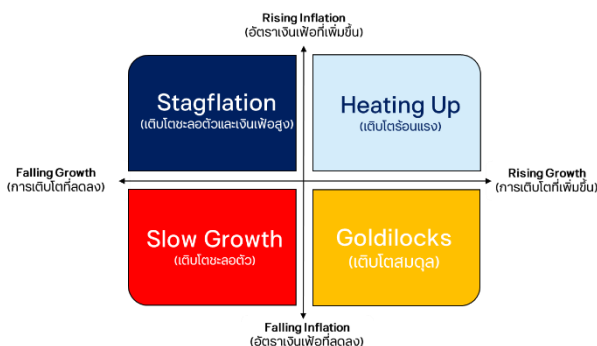 Rising Inflation
(อัตราเงินเฟ้อที่เพิ่มขึ้น)
Stagflation
(เติบโตชะลอตัวและเงินเฟ้อสูง)
Heating Up
(เติบโตร้อนแรง)
Falling Growth
(การเติบโตที่ลดลง)
Rising Growth
(การเติบโตที่เพิ่มขึ้น)
Slow Growth
(เติบโตชะลอตัว)
Goldilocks
(เติบโตสมดุล)
Falling Inflation
(อัตราเงินเฟ้อที่ลดลง)